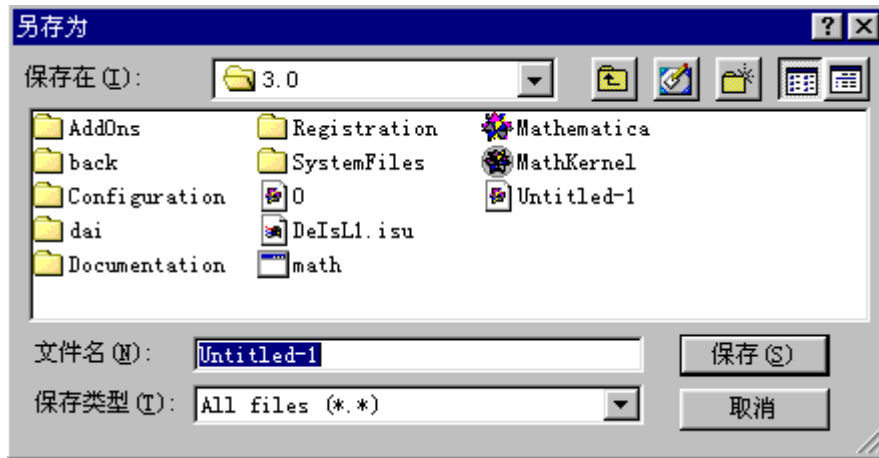 另存为
保存在(I): 3.0
AddOns Registration Mathematica
back SystemFiles MathKernel
Configuration 0 Untitled-1
dai DeIsL1.isu
Documentation math
文件名(N): Untitled-1 保存(S)
保存类型(T): All files (*.*) 取消